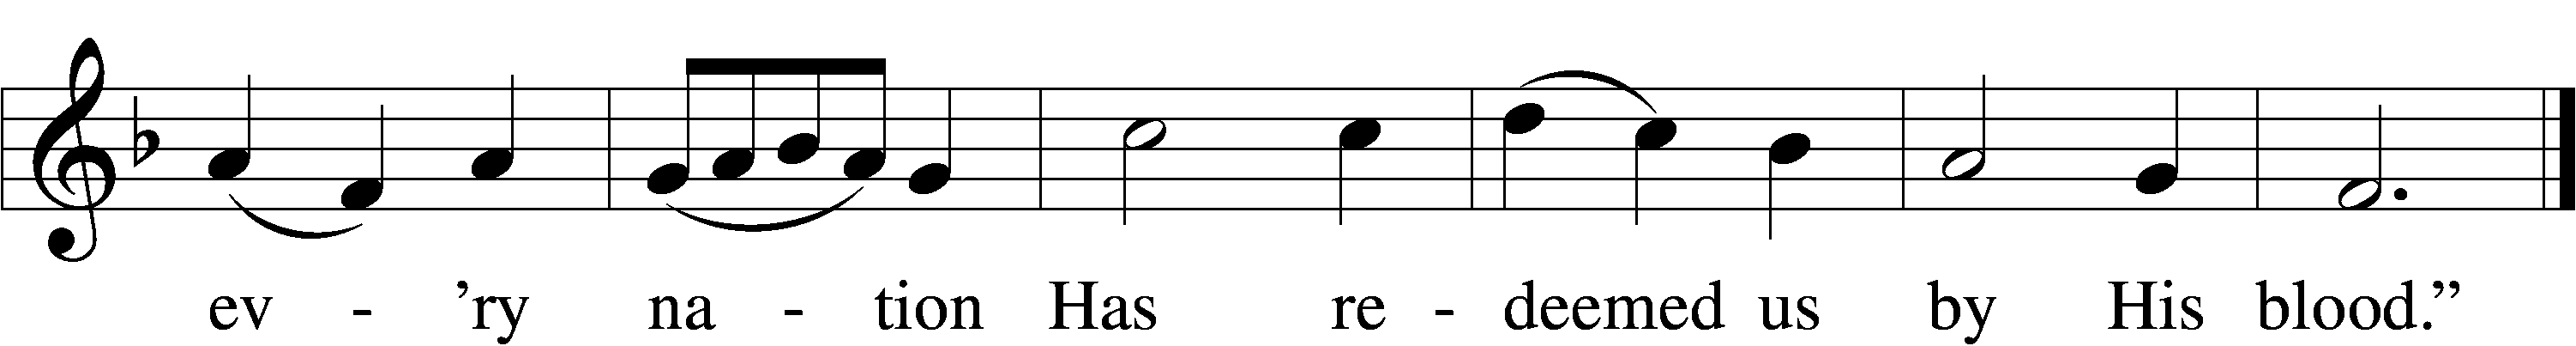 ev - ’ry na - tion Has re - deemed us by His blood.”